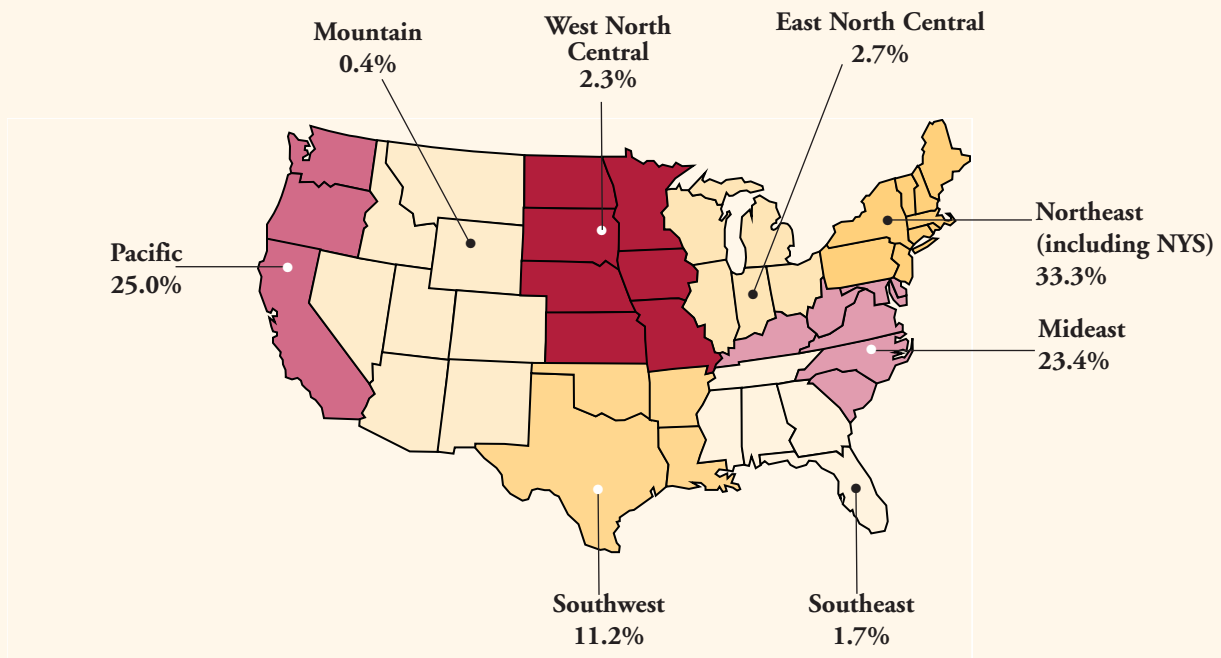 Mountain
0.4%
West North
Central
2.3%
East North Central
2.7%
Pacific
25.0%
Northeast
(including NYS)
33.3%
Mideast
23.4%
Southwest
11.2%
Southeast
1.7%